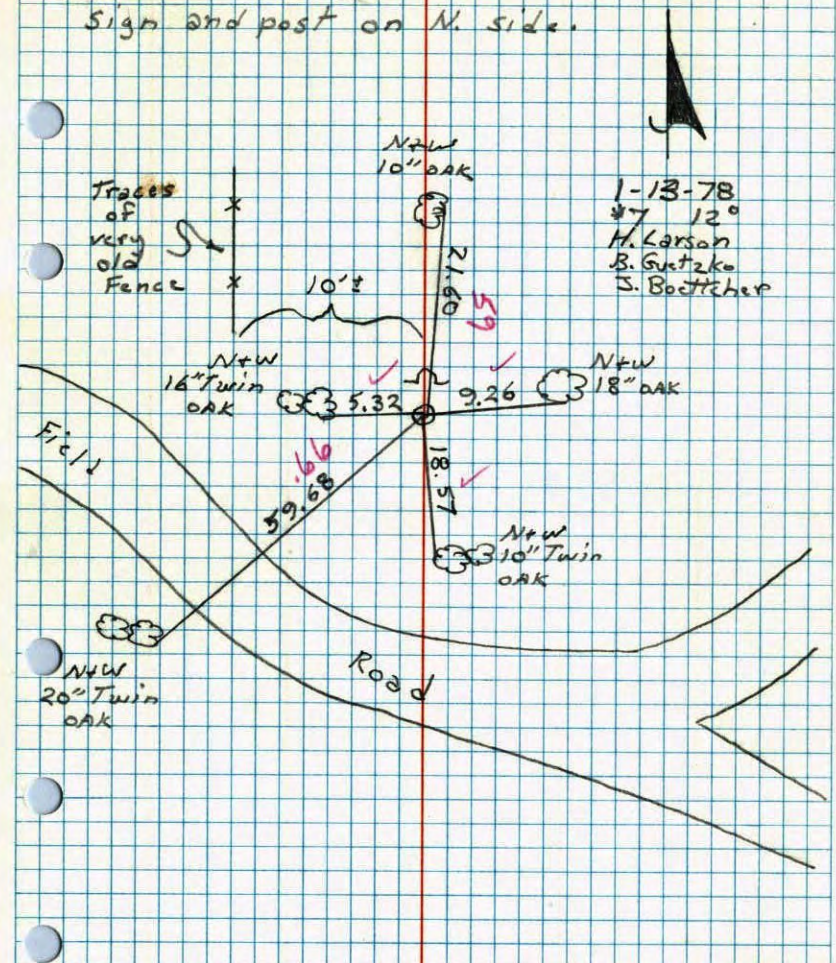 sign and post on N. side.
N+W
10" OAK
Traces
of
very
old
Fence
1-13-78
#7 12°
H. Larson
B. Guetzko
J. Boettcher
10'±
21.60
59
N+W
16" Twin
OAK
5.32
9.26
N+W
18" OAK
Field
.66
59.68
18.57
N+W
10" Twin
OAK
N+W
20" Twin
OAK
Road